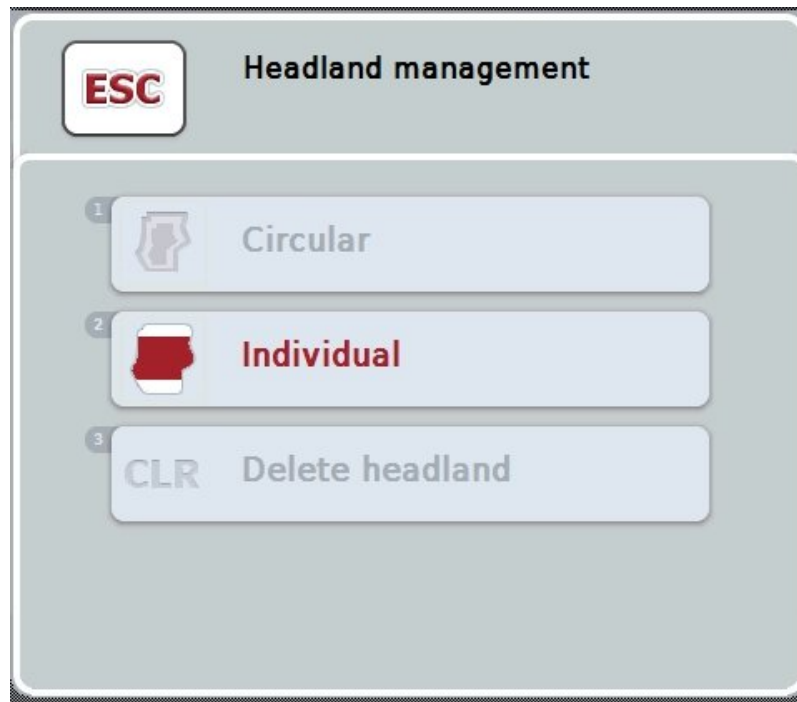 ESC
Headland management
1
Circular
2
Individual
3
CLR
Delete headland